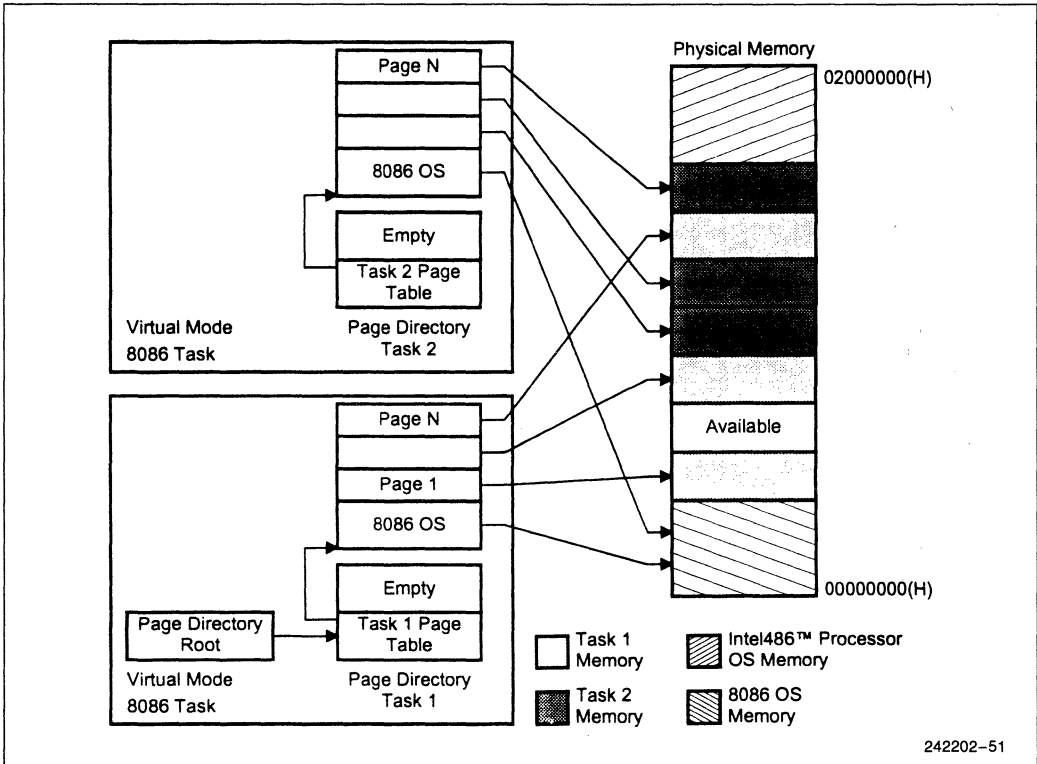 Physical Memory
02000000(H)
Page N
8086 OS
Empty
Task 2 Page
Table
Virtual Mode
8086 Task
Page Directory
Task 2
Page N
Page 1
8086 OS
Empty
Task 1 Page
Table
Page Directory
Root
Virtual Mode
8086 Task
Page Directory
Task 1
Available
00000000(H)
Task 1
Memory
Intel486™ Processor
OS Memory
Task 2
Memory
8086 OS
Memory
242202-51